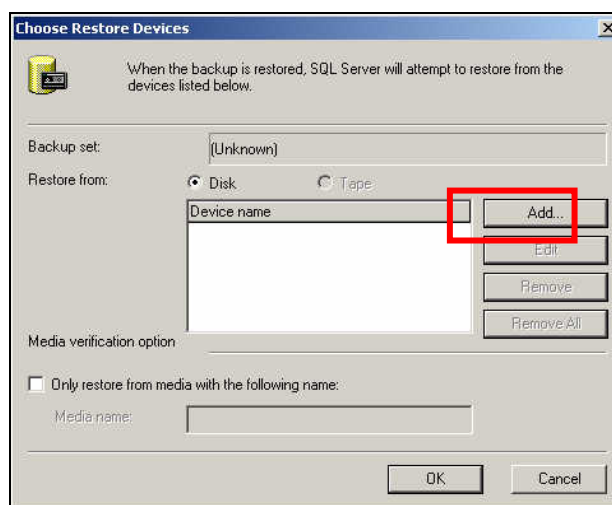 Choose Restore Devices
When the backup is restored, SQL Server will attempt to restore from the
devices listed below.
Backup set:
(Unknown)
Restore from:
Disk
Tape
Device name
Add...
Edit
Remove
Remove All
Media verification option
Only restore from media with the following name:
Media name:
OK
Cancel